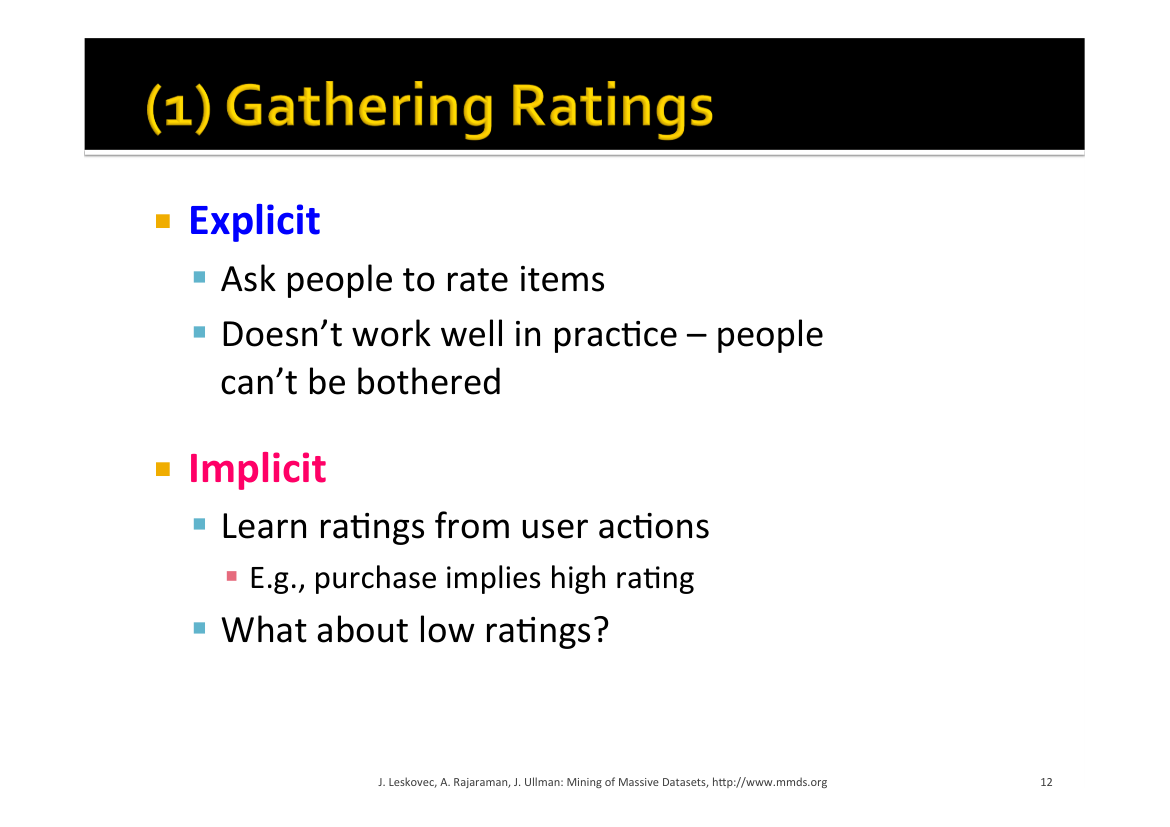 (1) Gathering Ratings
Explicit
Ask people to rate items
Doesn’t work well in practice – people
can’t be bothered
Implicit
Learn ratings from user actions
E.g., purchase implies high rating
What about low ratings?
J. Leskovec, A. Rajaraman, J. Ullman: Mining of Massive Datasets, http://www.mmds.org
12